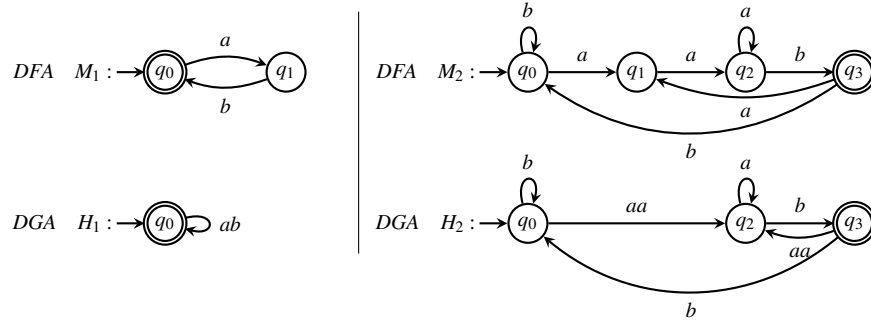 b a
a a a b
DFA M₁ : q₀ q₁ DFA M₂ : q₀ q₁ q₂ q₃
b a
b
b a
aa b
DGA H₁ : q₀ ab DGA H₂ : q₀ q₂ q₃
aa
b